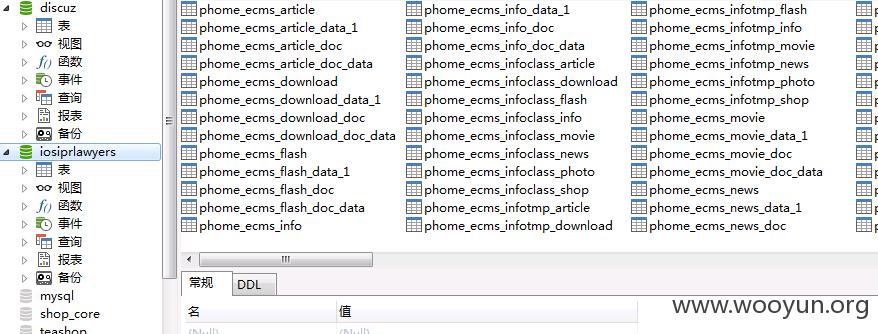 discuz
表
视图
函数
事件
查询
报表
备份
iosiprlawyers
表
视图
函数
事件
查询
报表
备份
mysql
shop_core
teashop
phome_ecms_article
phome_ecms_article_data_1
phome_ecms_article_doc
phome_ecms_article_doc_data
phome_ecms_download
phome_ecms_download_data_1
phome_ecms_download_doc
phome_ecms_download_doc_data
phome_ecms_flash
phome_ecms_flash_data_1
phome_ecms_flash_doc
phome_ecms_flash_doc_data
phome_ecms_info
phome_ecms_info_data_1
phome_ecms_info_doc
phome_ecms_info_doc_data
phome_ecms_infoclass_article
phome_ecms_infoclass_download
phome_ecms_infoclass_flash
phome_ecms_infoclass_info
phome_ecms_infoclass_movie
phome_ecms_infoclass_news
phome_ecms_infoclass_photo
phome_ecms_infoclass_shop
phome_ecms_infotmp_article
phome_ecms_infotmp_download
phome_ecms_infotmp_flash
phome_ecms_infotmp_info
phome_ecms_infotmp_movie
phome_ecms_infotmp_news
phome_ecms_infotmp_photo
phome_ecms_infotmp_shop
phome_ecms_movie
phome_ecms_movie_data_1
phome_ecms_movie_doc
phome_ecms_movie_doc_data
phome_ecms_news
phome_ecms_news_data_1
phome_ecms_news_doc
常规 DDL
名 值
(Null) (Null)
www.wooyun.org